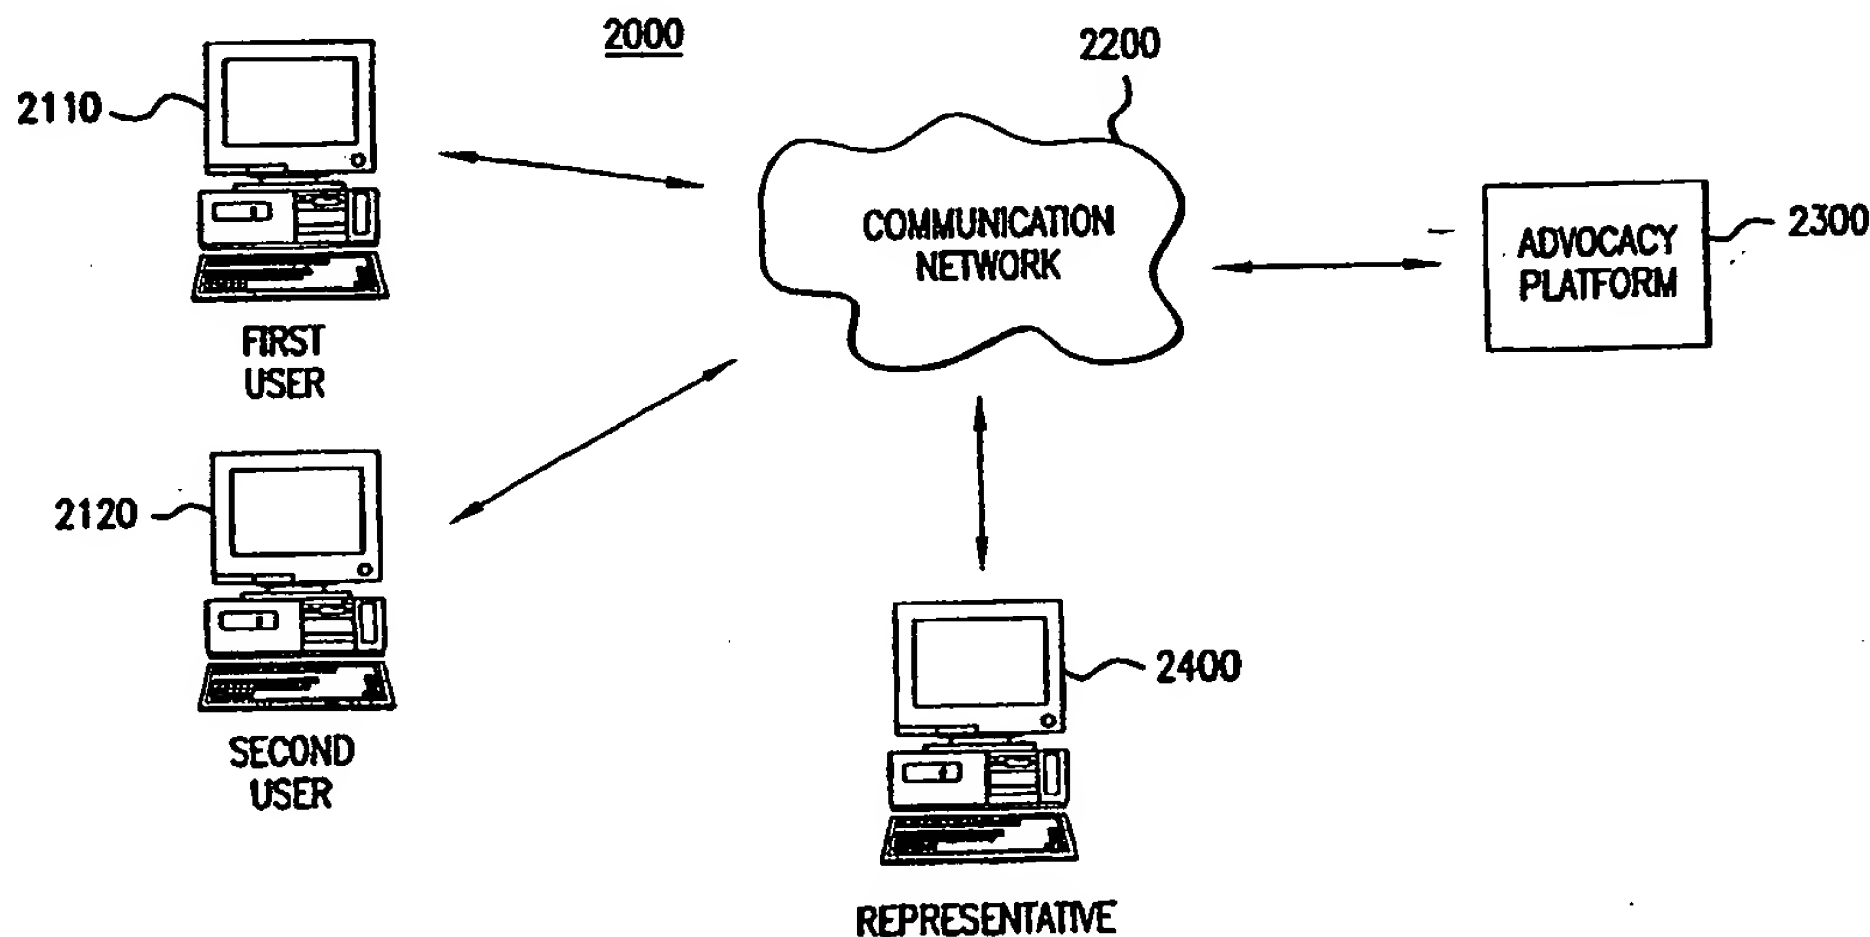 2000
2200
2110
COMMUNICATION
NETWORK
ADVOCACY
PLATFORM
2300
FIRST
USER
2120
2400
SECOND
USER
REPRESENTATIVE